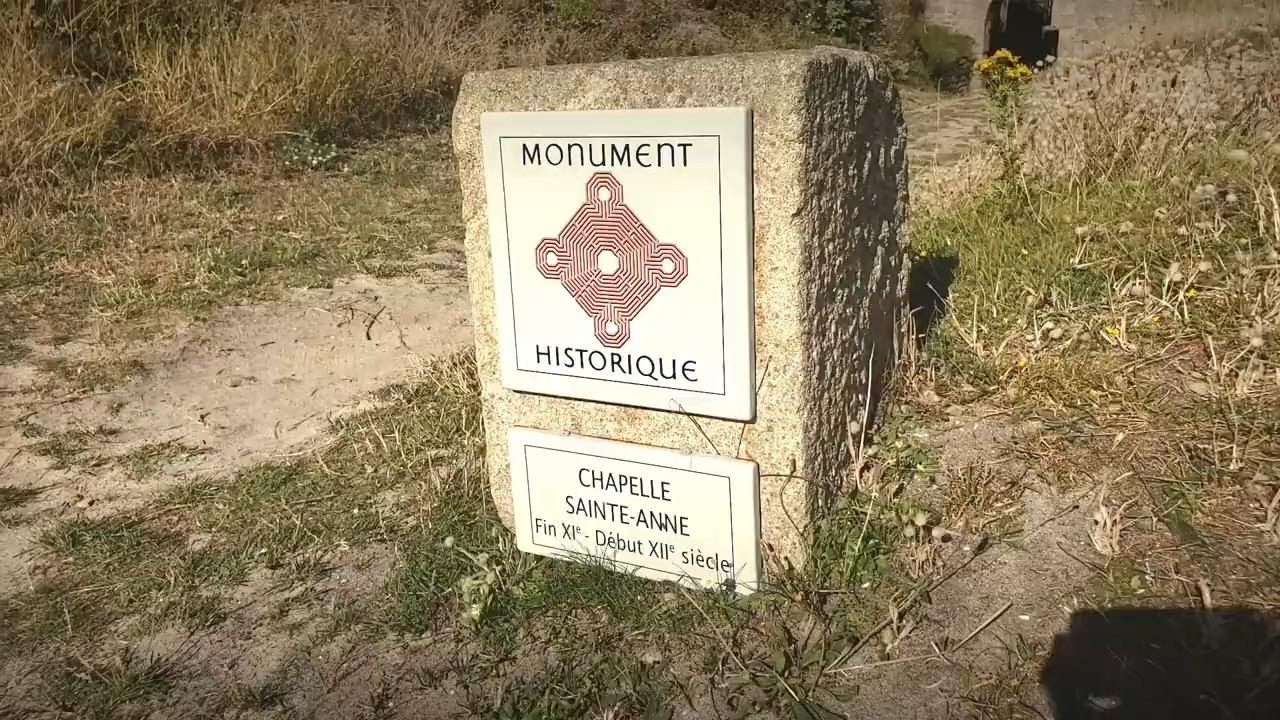 MONUMENT
HISTORIQUE
CHAPELLE
SAINTE-ANNE
Fin XIᵉ - Début XIIᵉ siècle